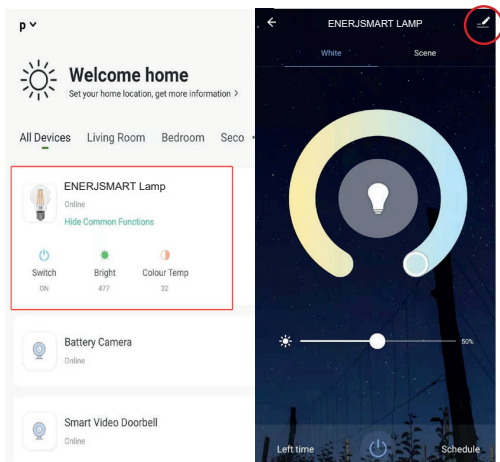 p
Welcome home
Set your home location, get more information >
All Devices Living Room Bedroom Seco
ENERJSMART Lamp
Online
Hide Common Functions
Switch Bright Colour Temp
ON 477 32
Battery Camera
Online
Smart Video Doorbell
Online
ENERJSMART LAMP
White Scene
50%
Left time Schedule